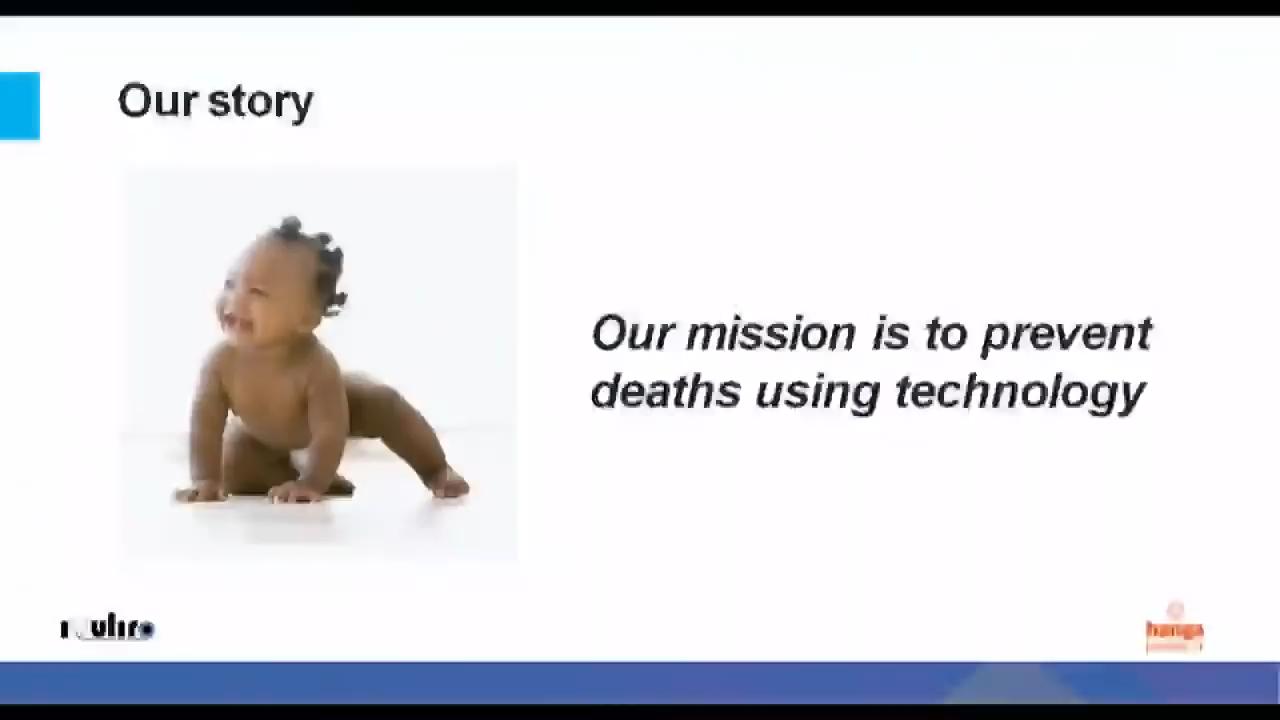 Our story
Our mission is to prevent
deaths using technology